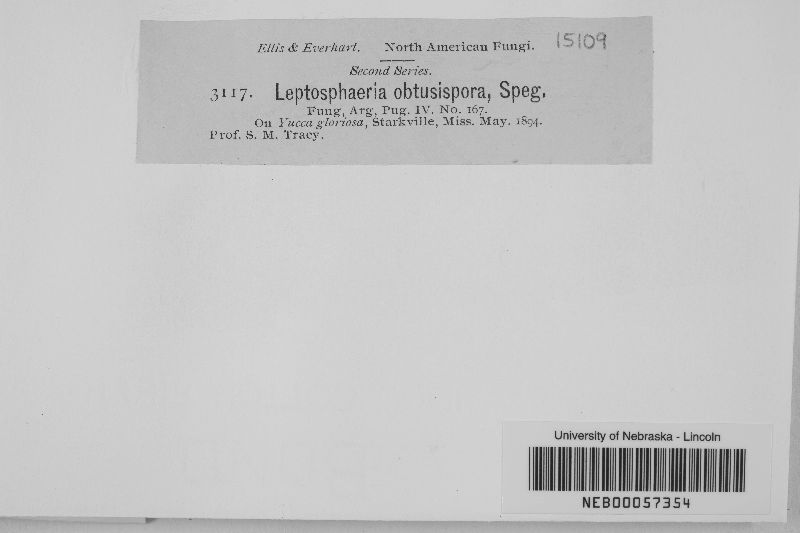 Ellis & Everhart. North American Fungi. 15109
Second Series.
3117. Leptosphaeria obtusispora, Speg.
Fung, Arg, Pug. IV. No. 167.
On Yucca gloriosa, Starkville, Miss. May. 1894.
Prof. S. M. Tracy.
University of Nebraska - Lincoln
NEB00057354